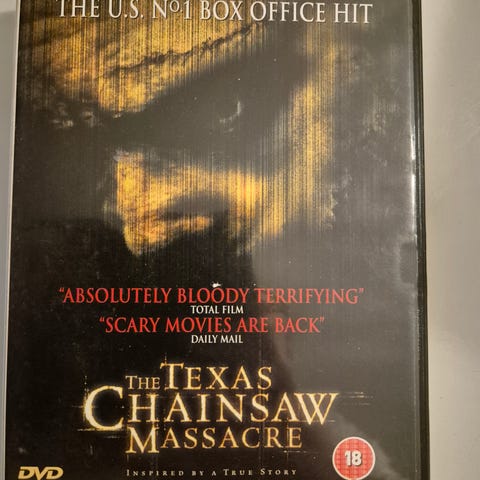 THE U.S. Nº1 BOX OFFICE HIT
"ABSOLUTELY BLOODY TERRIFYING"
TOTAL FILM
"SCARY MOVIES ARE BACK"
DAILY MAIL
THE TEXAS
CHAINSAW
MASSACRE
INSPIRED BY A TRUE STORY
18
DVD